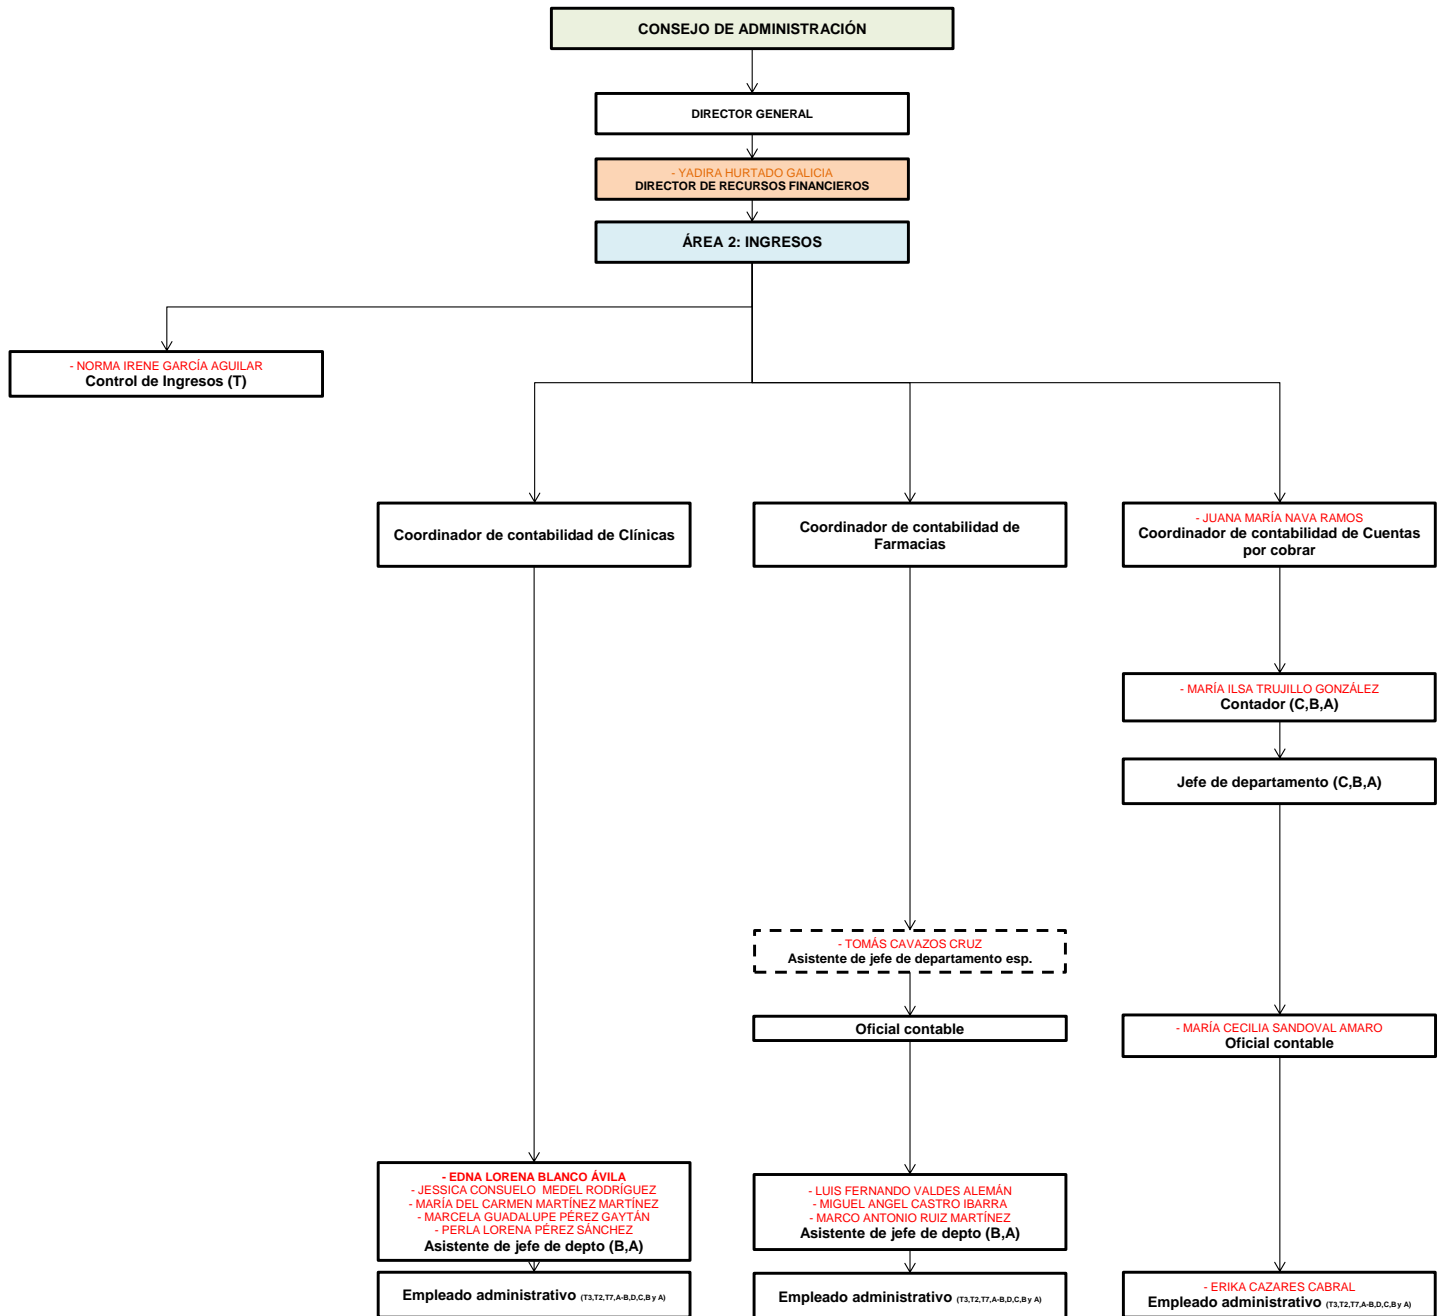 CONSEJO DE ADMINISTRACIÓN
DIRECTOR GENERAL
- YADIRA HURTADO GALICIA
DIRECTOR DE RECURSOS FINANCIEROS
ÁREA 2: INGRESOS
- NORMA IRENE GARCÍA AGUILAR
Control de Ingresos (T)
Coordinador de contabilidad de Clínicas
Coordinador de contabilidad de
Farmacias
- JUANA MARÍA NAVA RAMOS
Coordinador de contabilidad de Cuentas
por cobrar
- MARÍA ILSA TRUJILLO GONZÁLEZ
Contador (C,B,A)
Jefe de departamento (C,B,A)
- TOMÁS CAVAZOS CRUZ
Asistente de jefe de departamento esp.
Oficial contable
- MARÍA CECILIA SANDOVAL AMARO
Oficial contable
- EDNA LORENA BLANCO ÁVILA
- JESSICA CONSUELO  MEDEL RODRÍGUEZ
- MARÍA DEL CARMEN MARTÍNEZ MARTÍNEZ
- MARCELA GUADALUPE PÉREZ GAYTÁN
- PERLA LORENA PÉREZ SÁNCHEZ
Asistente de jefe de depto (B,A)
- LUIS FERNANDO VALDES ALEMÁN
- MIGUEL ANGEL CASTRO IBARRA
- MARCO ANTONIO RUIZ MARTÍNEZ
Asistente de jefe de depto (B,A)
Empleado administrativo (T3,T2,T7,A-B,D,C,B y A)
Empleado administrativo (T3,T2,T7,A-B,D,C,B y A)
- ERIKA CAZARES CABRAL
Empleado administrativo (T3,T2,T7,A-B,D,C,B y A)